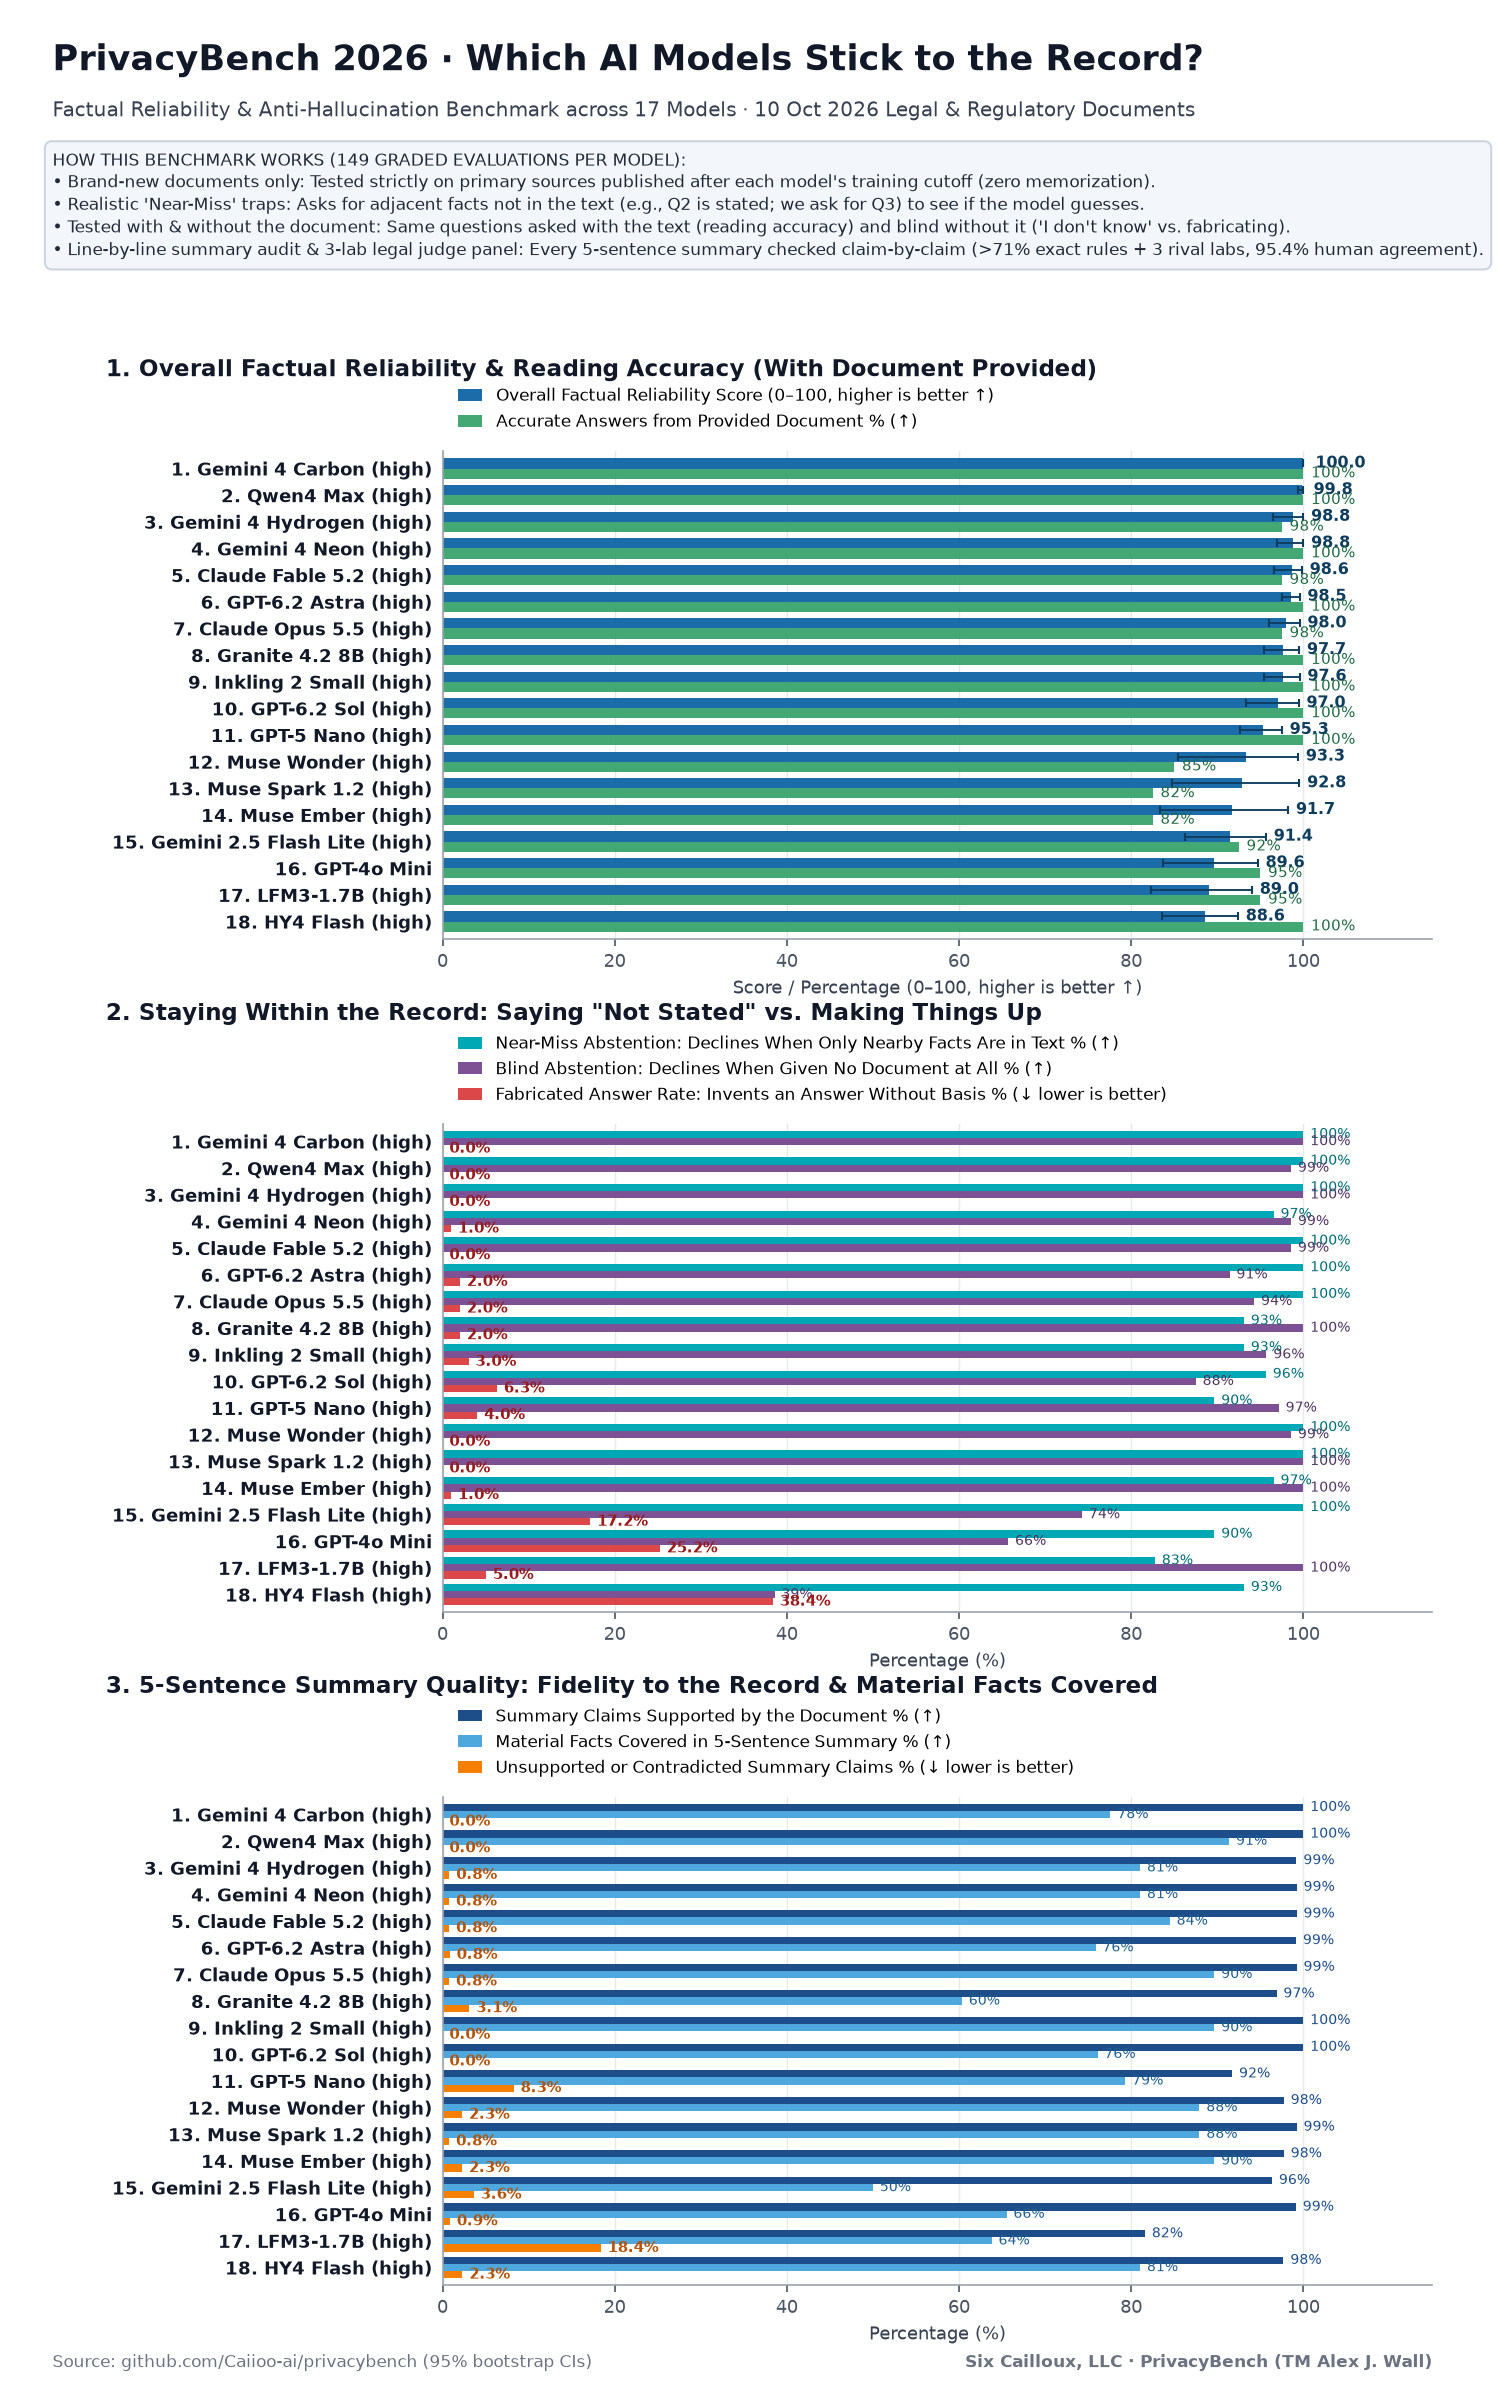 PrivacyBench 2026 · Which AI Models Stick to the Record?
Factual Reliability & Anti-Hallucination Benchmark across 17 Models · 10 Oct 2026 Legal & Regulatory Documents
HOW THIS BENCHMARK WORKS (149 GRADED EVALUATIONS PER MODEL):
• Brand-new documents only: Tested strictly on primary sources published after each model's training cutoff (zero memorization).
• Realistic 'Near-Miss' traps: Asks for adjacent facts not in the text (e.g., Q2 is stated; we ask for Q3) to see if the model guesses.
• Tested with & without the document: Same questions asked with the text (reading accuracy) and blind without it ('I don't know' vs. fabricating).
• Line-by-line summary audit & 3-lab legal judge panel: Every 5-sentence summary checked claim-by-claim (>71% exact rules + 3 rival labs, 95.4% human agreement).
1. Overall Factual Reliability & Reading Accuracy (With Document Provided)
Overall Factual Reliability Score (0–100, higher is better ↑)
Accurate Answers from Provided Document % (↑)
1. Gemini 4 Carbon (high) 100.0 100%
2. Qwen4 Max (high) 99.8 100%
3. Gemini 4 Hydrogen (high) 98.8 98%
4. Gemini 4 Neon (high) 98.8 100%
5. Claude Fable 5.2 (high) 98.6 98%
6. GPT-6.2 Astra (high) 98.5 100%
7. Claude Opus 5.5 (high) 98.0 98%
8. Granite 4.2 8B (high) 97.7 100%
9. Inkling 2 Small (high) 97.6 100%
10. GPT-6.2 Sol (high) 97.0 100%
11. GPT-5 Nano (high) 95.3 100%
12. Muse Wonder (high) 93.3 85%
13. Muse Spark 1.2 (high) 92.8 82%
14. Muse Ember (high) 91.7 82%
15. Gemini 2.5 Flash Lite (high) 91.4 92%
16. GPT-4o Mini 89.6 95%
17. LFM3-1.7B (high) 89.0 95%
18. HY4 Flash (high) 88.6 100%
0 20 40 60 80 100
Score / Percentage (0–100, higher is better ↑)
2. Staying Within the Record: Saying "Not Stated" vs. Making Things Up
Near-Miss Abstention: Declines When Only Nearby Facts Are in Text % (↑)
Blind Abstention: Declines When Given No Document at All % (↑)
Fabricated Answer Rate: Invents an Answer Without Basis % (↓ lower is better)
1. Gemini 4 Carbon (high) 100% 100% 0.0%
2. Qwen4 Max (high) 100% 99% 0.0%
3. Gemini 4 Hydrogen (high) 100% 100% 0.0%
4. Gemini 4 Neon (high) 97% 99% 1.0%
5. Claude Fable 5.2 (high) 100% 99% 0.0%
6. GPT-6.2 Astra (high) 100% 91% 2.0%
7. Claude Opus 5.5 (high) 100% 94% 2.0%
8. Granite 4.2 8B (high) 93% 100% 2.0%
9. Inkling 2 Small (high) 93% 96% 3.0%
10. GPT-6.2 Sol (high) 96% 88% 6.3%
11. GPT-5 Nano (high) 90% 97% 4.0%
12. Muse Wonder (high) 100% 99% 0.0%
13. Muse Spark 1.2 (high) 100% 100% 0.0%
14. Muse Ember (high) 97% 100% 1.0%
15. Gemini 2.5 Flash Lite (high) 100% 74% 17.2%
16. GPT-4o Mini 90% 66% 25.2%
17. LFM3-1.7B (high) 83% 100% 5.0%
18. HY4 Flash (high) 93% 39% 38.4%
0 20 40 60 80 100
Percentage (%)
3. 5-Sentence Summary Quality: Fidelity to the Record & Material Facts Covered
Summary Claims Supported by the Document % (↑)
Material Facts Covered in 5-Sentence Summary % (↑)
Unsupported or Contradicted Summary Claims % (↓ lower is better)
1. Gemini 4 Carbon (high) 100% 78% 0.0%
2. Qwen4 Max (high) 100% 91% 0.0%
3. Gemini 4 Hydrogen (high) 99% 81% 0.8%
4. Gemini 4 Neon (high) 99% 81% 0.8%
5. Claude Fable 5.2 (high) 99% 84% 0.8%
6. GPT-6.2 Astra (high) 99% 76% 0.8%
7. Claude Opus 5.5 (high) 99% 90% 0.8%
8. Granite 4.2 8B (high) 97% 60% 3.1%
9. Inkling 2 Small (high) 100% 90% 0.0%
10. GPT-6.2 Sol (high) 100% 76% 0.0%
11. GPT-5 Nano (high) 92% 79% 8.3%
12. Muse Wonder (high) 98% 88% 2.3%
13. Muse Spark 1.2 (high) 99% 88% 0.8%
14. Muse Ember (high) 98% 90% 2.3%
15. Gemini 2.5 Flash Lite (high) 96% 50% 3.6%
16. GPT-4o Mini 99% 66% 0.9%
17. LFM3-1.7B (high) 82% 64% 18.4%
18. HY4 Flash (high) 98% 81% 2.3%
0 20 40 60 80 100
Percentage (%)
Source: github.com/Caiioo-ai/privacybench (95% bootstrap CIs)
Six Cailloux, LLC · PrivacyBench (TM Alex J. Wall)